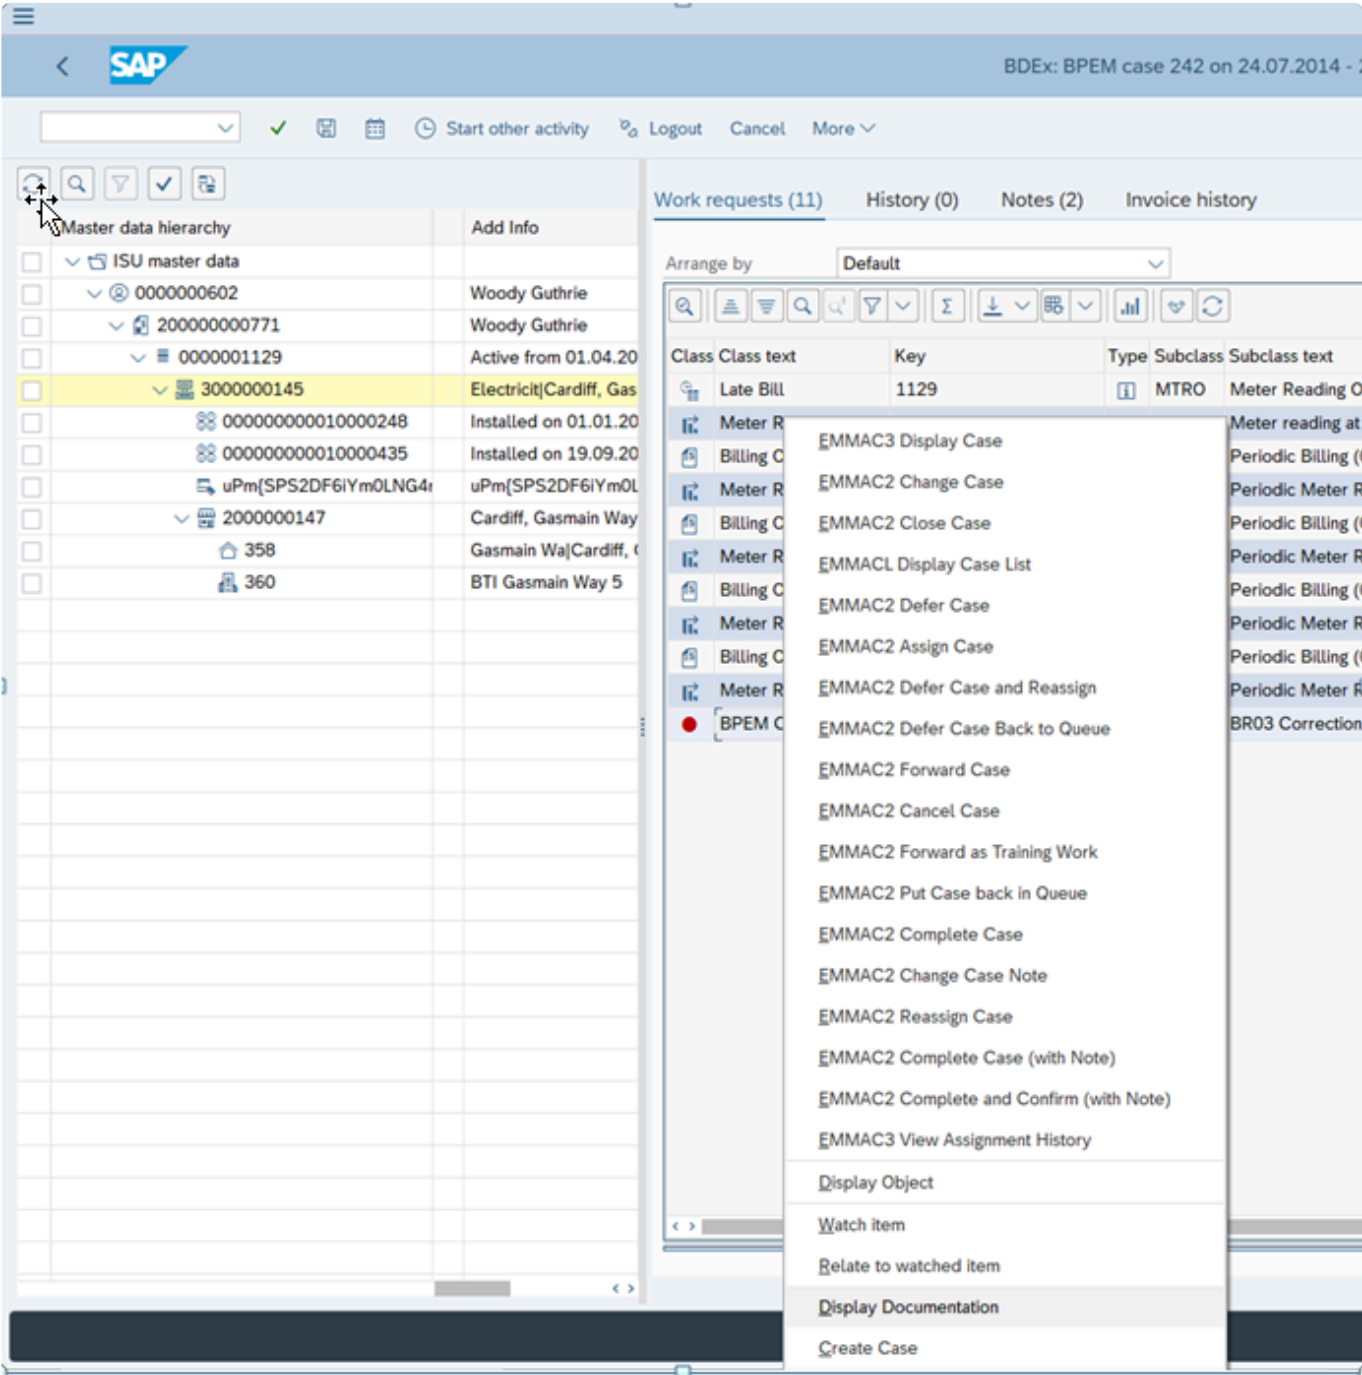 SAP
BDEx: BPEM case 242 on 24.07.2014 -
Start other activity Logout Cancel More
Work requests (11) History (0) Notes (2) Invoice history
Master data hierarchy Add Info
ISU master data
0000000602 Woody Guthrie
200000000771 Woody Guthrie
0000001129 Active from 01.04.20
3000000145 Electricit|Cardiff, Gas
000000000010000248 Installed on 01.01.20
000000000010000435 Installed on 19.09.20
uPm{SPS2DF6iYm0LNG4r uPm{SPS2DF6iYm0L
2000000147 Cardiff, Gasmain Way
358 Gasmain Wa|Cardiff,
360 BTI Gasmain Way 5
Arrange by Default
Class Class text Key Type Subclass Subclass text
Late Bill 1129 MTRO Meter Reading O
Meter R Meter reading at
Billing C Periodic Billing (
Meter R Periodic Meter R
Billing C Periodic Billing (
Meter R Periodic Meter R
Billing C Periodic Billing (
Meter R Periodic Meter R
Billing C Periodic Billing (
Meter R Periodic Meter R
BPEM C BR03 Correction
EMMAC3 Display Case
EMMAC2 Change Case
EMMAC2 Close Case
EMMACL Display Case List
EMMAC2 Defer Case
EMMAC2 Assign Case
EMMAC2 Defer Case and Reassign
EMMAC2 Defer Case Back to Queue
EMMAC2 Forward Case
EMMAC2 Cancel Case
EMMAC2 Forward as Training Work
EMMAC2 Put Case back in Queue
EMMAC2 Complete Case
EMMAC2 Change Case Note
EMMAC2 Reassign Case
EMMAC2 Complete Case (with Note)
EMMAC2 Complete and Confirm (with Note)
EMMAC3 View Assignment History
Display Object
Watch item
Relate to watched item
Display Documentation
Create Case